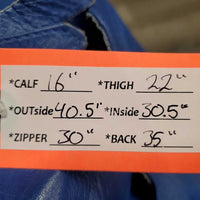 *CALF 16" *THIGH 22"
*OUTside 40.5" *INside 30.5"
*ZIPPER 30" *BACK 35"